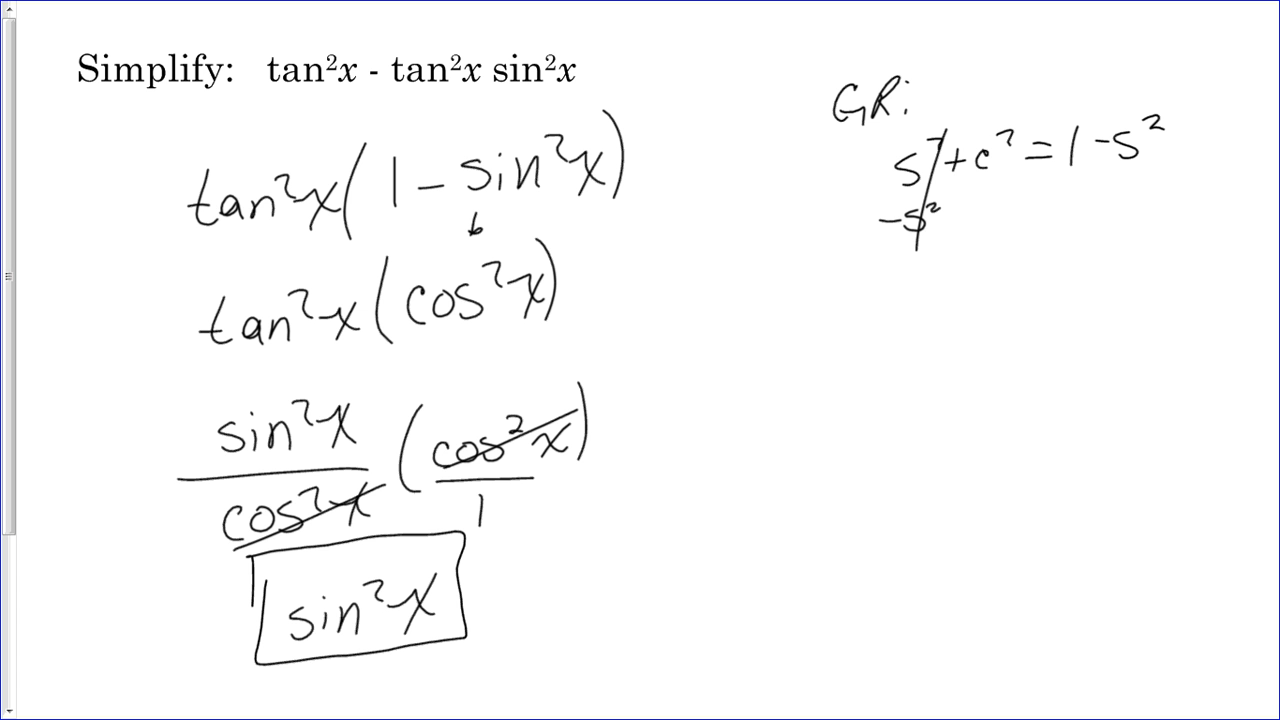 Simplify: tan²x - tan²x sin²x
tan²x(1 - sin²x)
tan²x(cos²x)
sin²x (cos²x)
cos²x 1
1
sin²x
GR:
s² + c² = 1 - s²
-s²